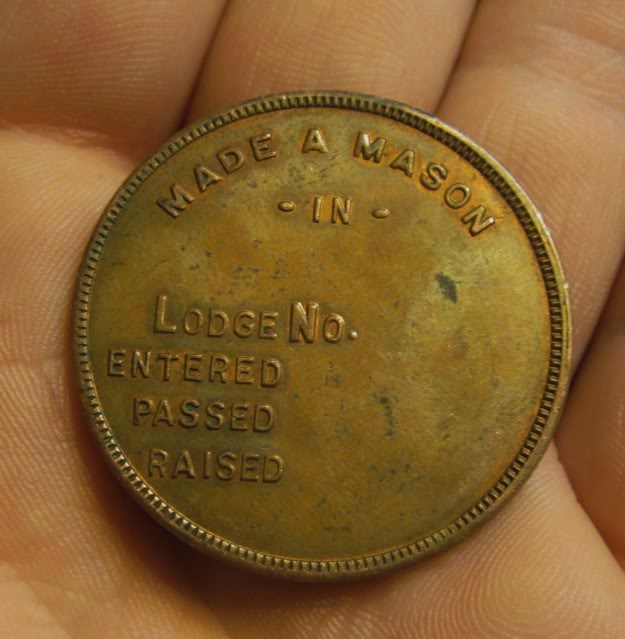 MADE A MASON
- IN -
LODGE NO.
ENTERED
PASSED
RAISED